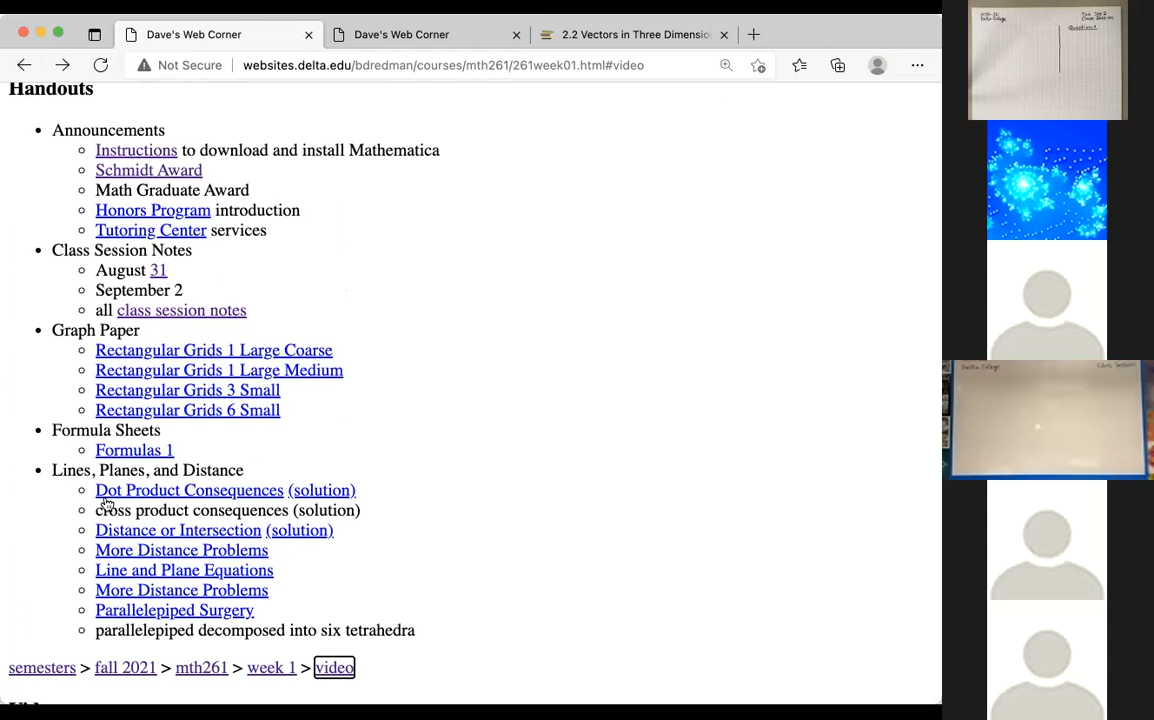 Dave's Web Corner
Dave's Web Corner
2.2 Vectors in Three Dimensio
Not Secure
websites.delta.edu/bdredman/courses/mth261/261week01.html#video
Handouts
Announcements
Instructions to download and install Mathematica
Schmidt Award
Math Graduate Award
Honors Program introduction
Tutoring Center services
Class Session Notes
August 31
September 2
all class session notes
Graph Paper
Rectangular Grids 1 Large Coarse
Rectangular Grids 1 Large Medium
Rectangular Grids 3 Small
Rectangular Grids 6 Small
Formula Sheets
Formulas 1
Lines, Planes, and Distance
Dot Product Consequences (solution)
cross product consequences (solution)
Distance or Intersection (solution)
More Distance Problems
Line and Plane Equations
More Distance Problems
Parallelepiped Surgery
parallelepiped decomposed into six tetrahedra
semesters > fall 2021 > mth261 > week 1 > video
Delta College
Class Session